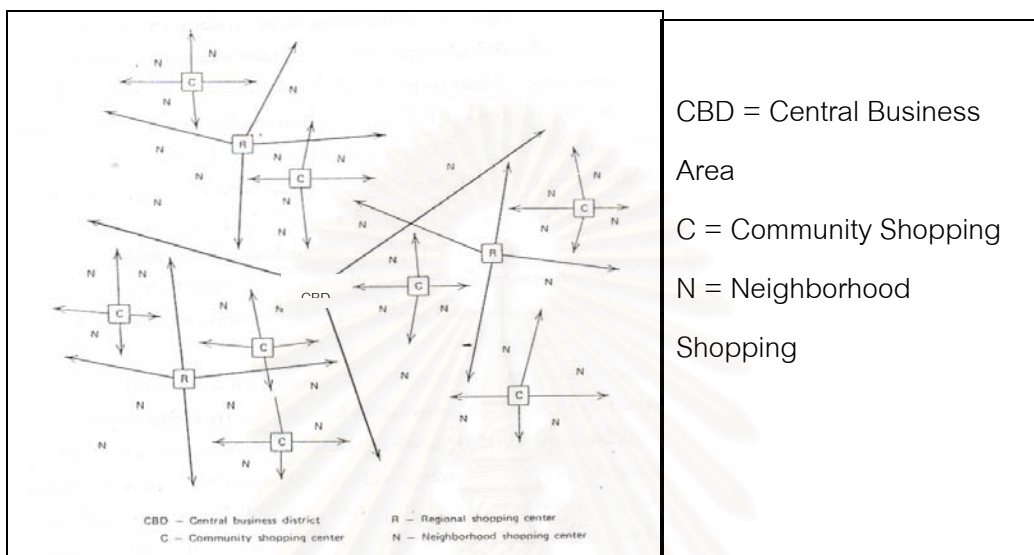 N
N
C
N
N
R
N
N
N
N
N
C
N
N
N
N
C
N
N
N
N
R
N
N
N
N
C
CBD
N
N
N
N
C
N
C
N
N
R
N
N
C
N
N
N
N
N
C
N
N
CBD – Central business district
C – Community shopping center
R – Regional shopping center
N – Neighborhood shopping center
CBD = Central Business
Area
C = Community Shopping
N = Neighborhood
Shopping